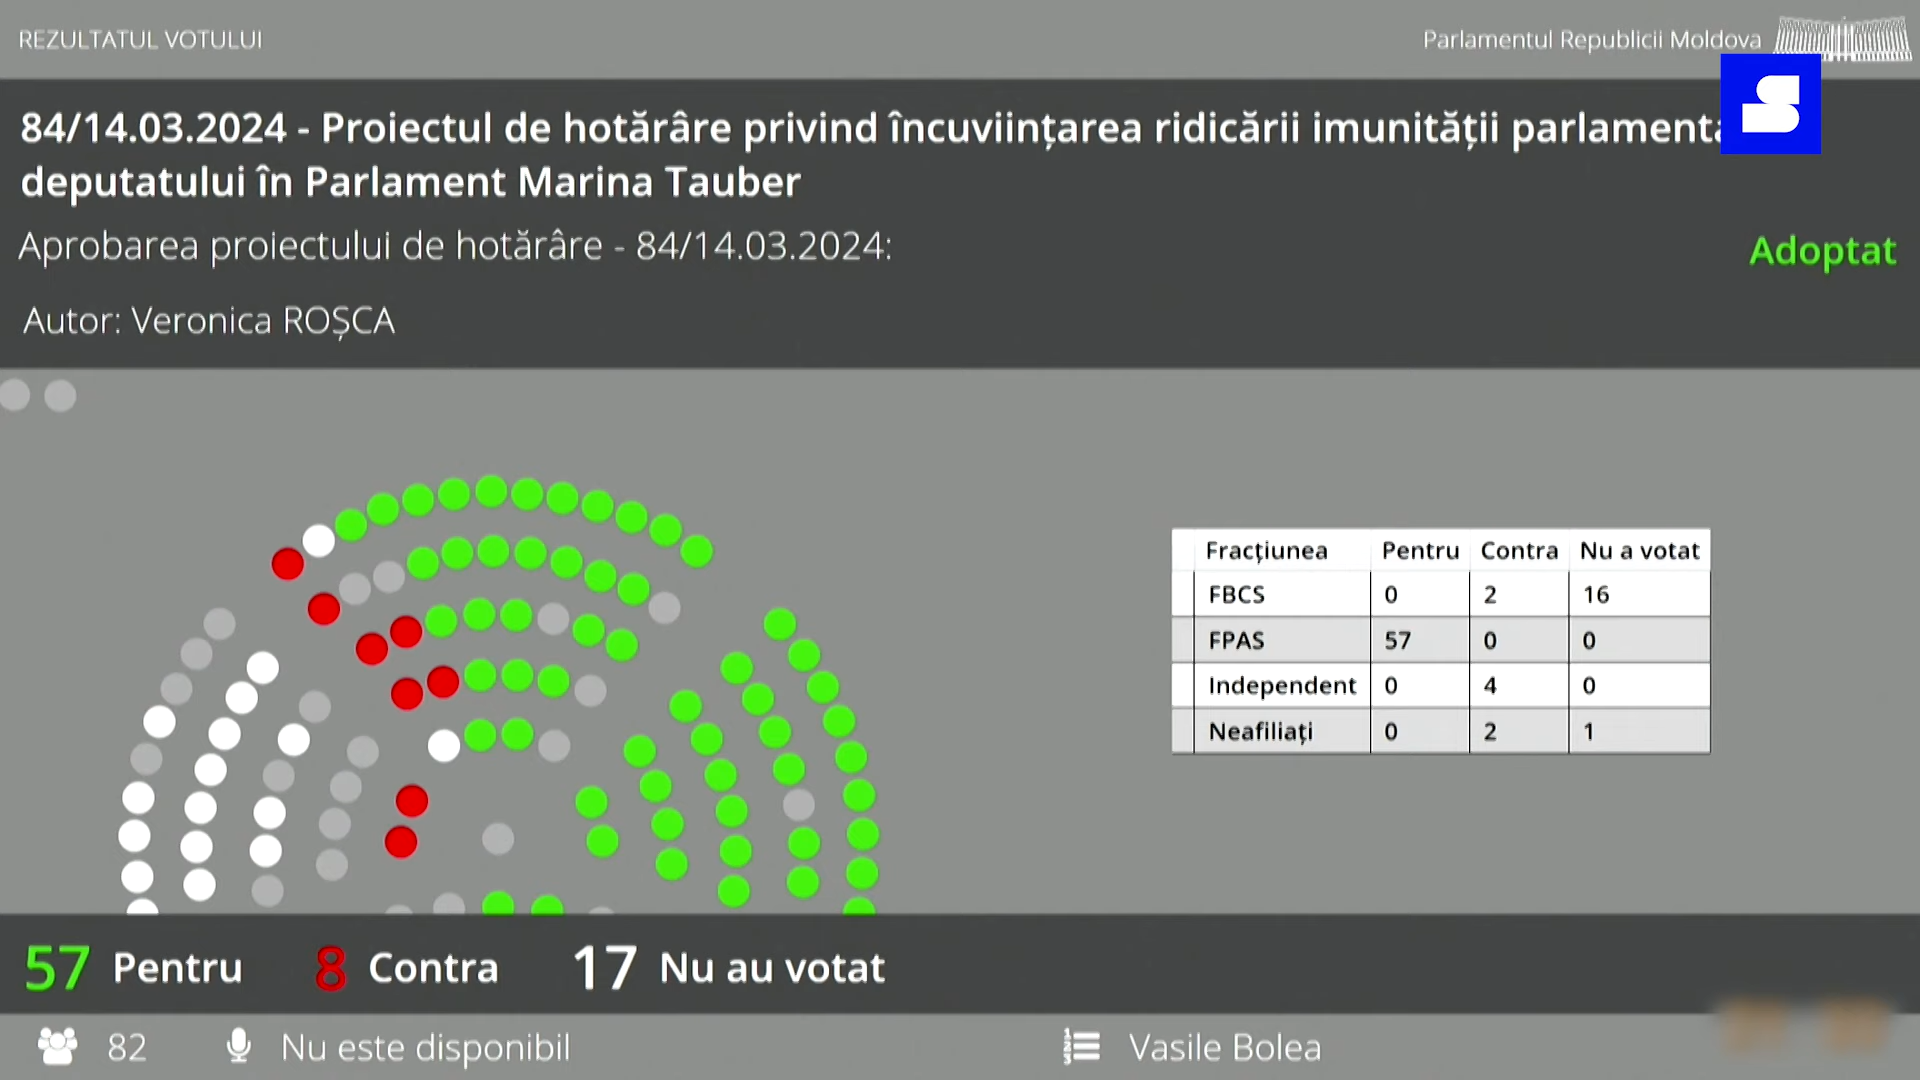 REZULTATUL VOTULUI
Parlamentul Republicii Moldova
84/14.03.2024 - Proiectul de hotărâre privind încuviințarea ridicării imunității parlamenta
deputatului în Parlament Marina Tauber
Aprobarea proiectului de hotărâre - 84/14.03.2024:
Adoptat
Autor: Veronica ROȘCA
Fracțiunea Pentru Contra Nu a votat
FBCS 0 2 16
FPAS 57 0 0
Independent 0 4 0
Neafiliați 0 2 1
57 Pentru 8 Contra 17 Nu au votat
82 Nu este disponibil Vasile Bolea